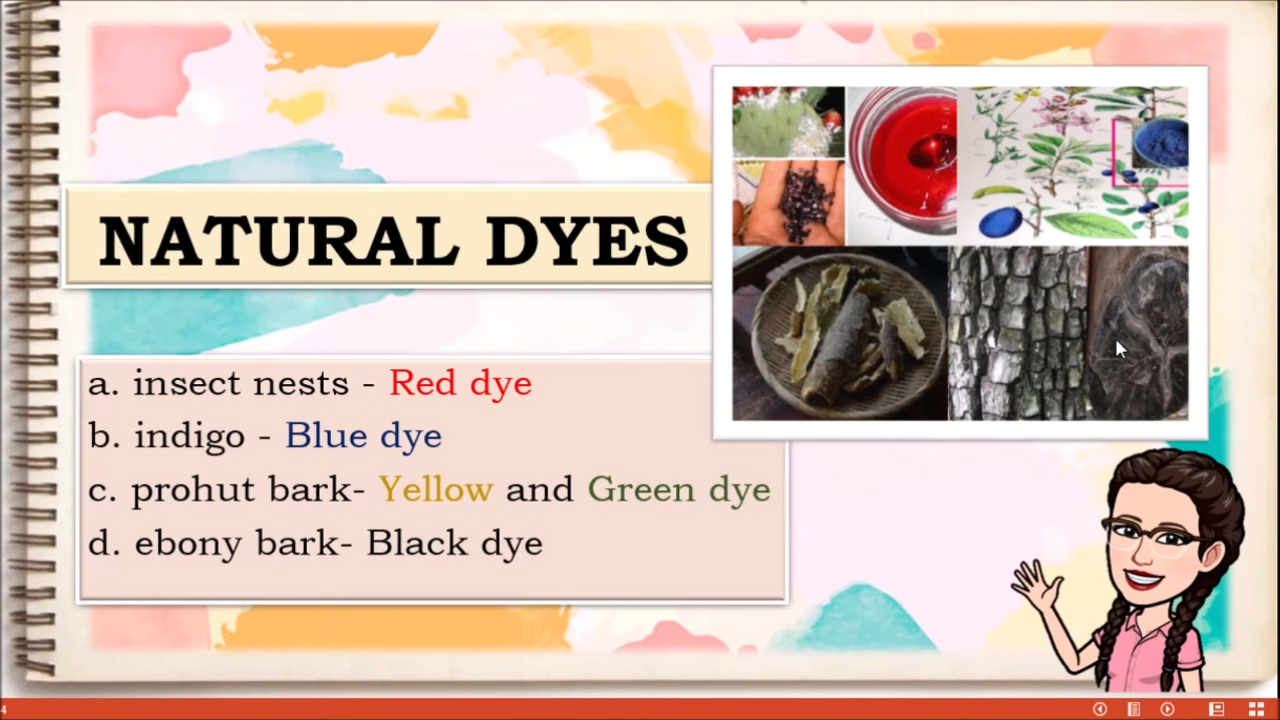 NATURAL DYES
a. insect nests - Red dye
b. indigo - Blue dye
c. prohut bark- Yellow and Green dye
d. ebony bark- Black dye
4